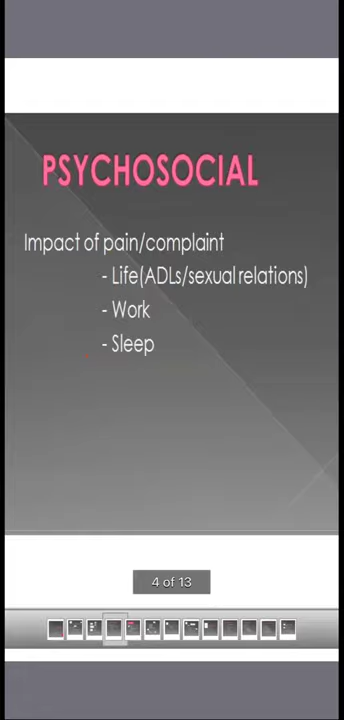 PSYCHOSOCIAL
Impact of pain/complaint
- Life(ADLs/sexual relations)
- Work
- Sleep
4 of 13